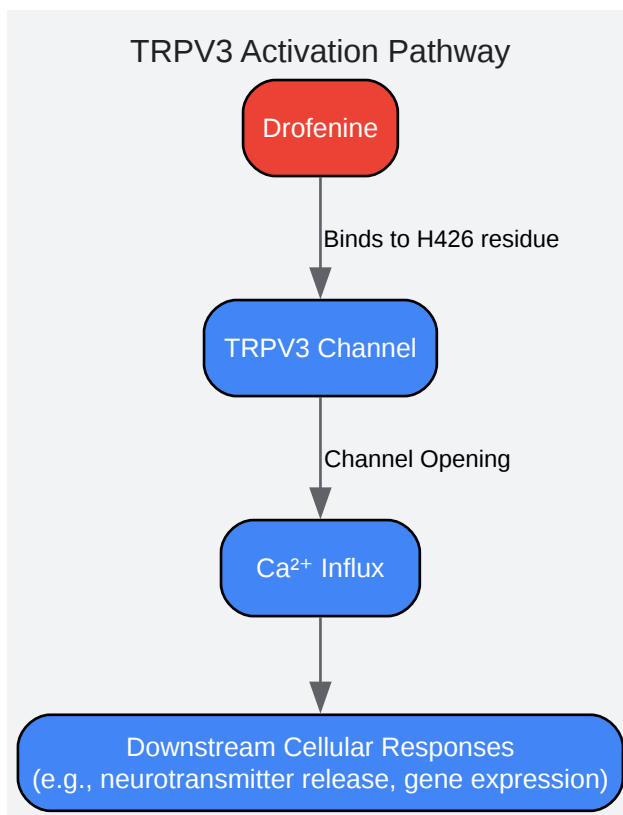 TRPV3 Activation Pathway
Drofenine
Binds to H426 residue
TRPV3 Channel
Channel Opening
Ca²⁺ Influx
Downstream Cellular Responses
(e.g., neurotransmitter release, gene expression)